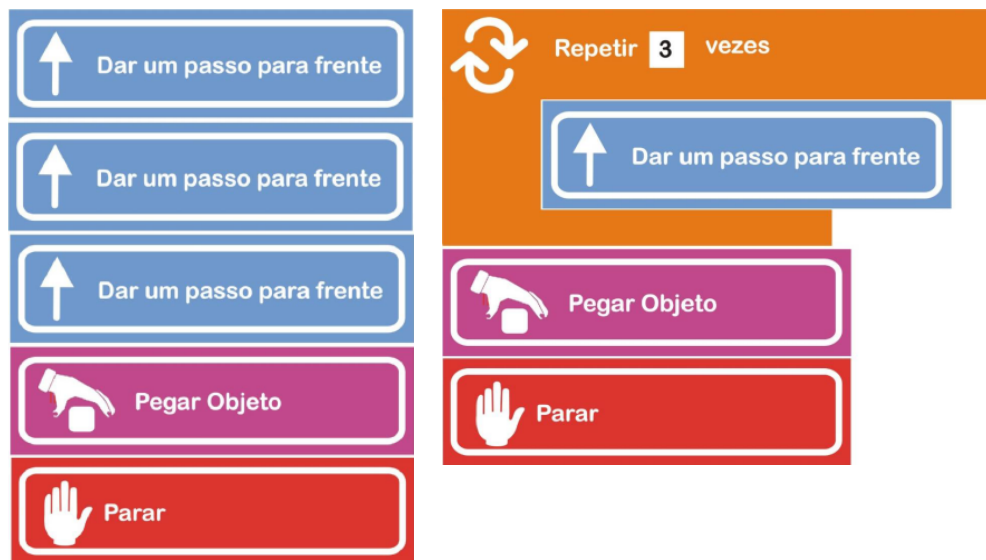 Dar um passo para frente
Dar um passo para frente
Dar um passo para frente
Pegar Objeto
Parar
Repetir 3 vezes
Dar um passo para frente
Pegar Objeto
Parar